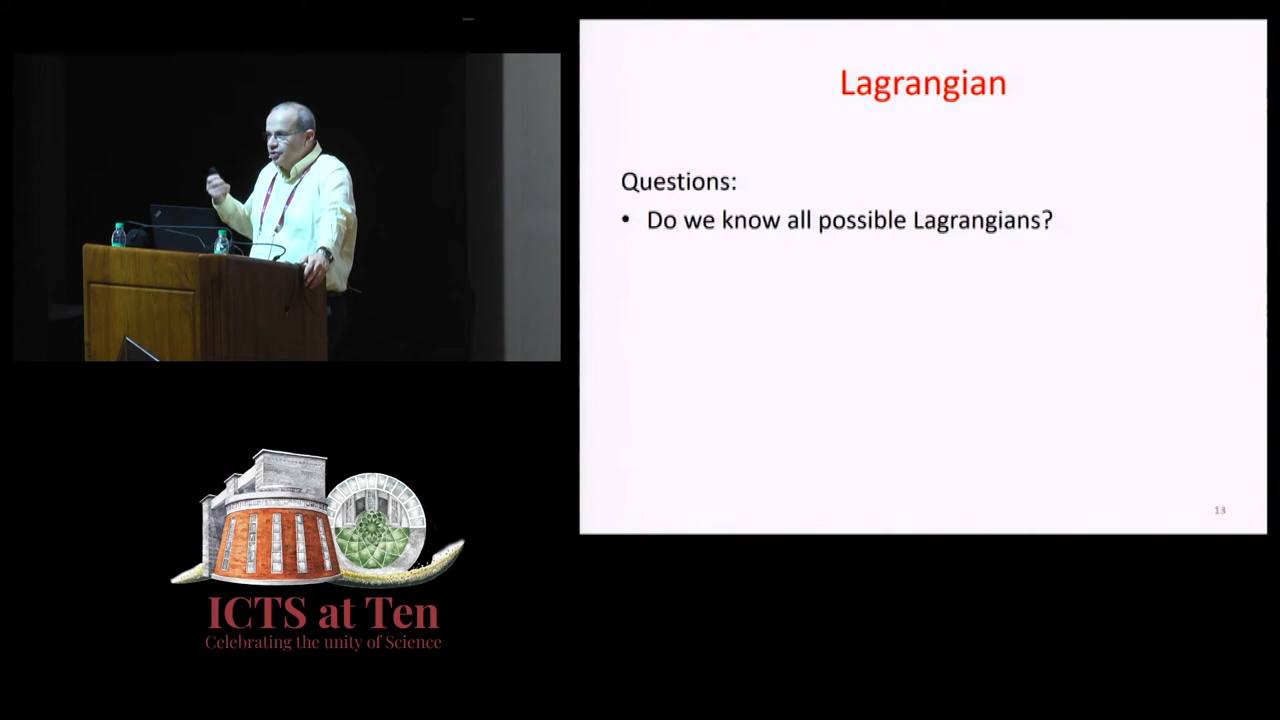 Lagrangian
Questions:
• Do we know all possible Lagrangians?
13
ICTS at Ten
Celebrating the unity of Science